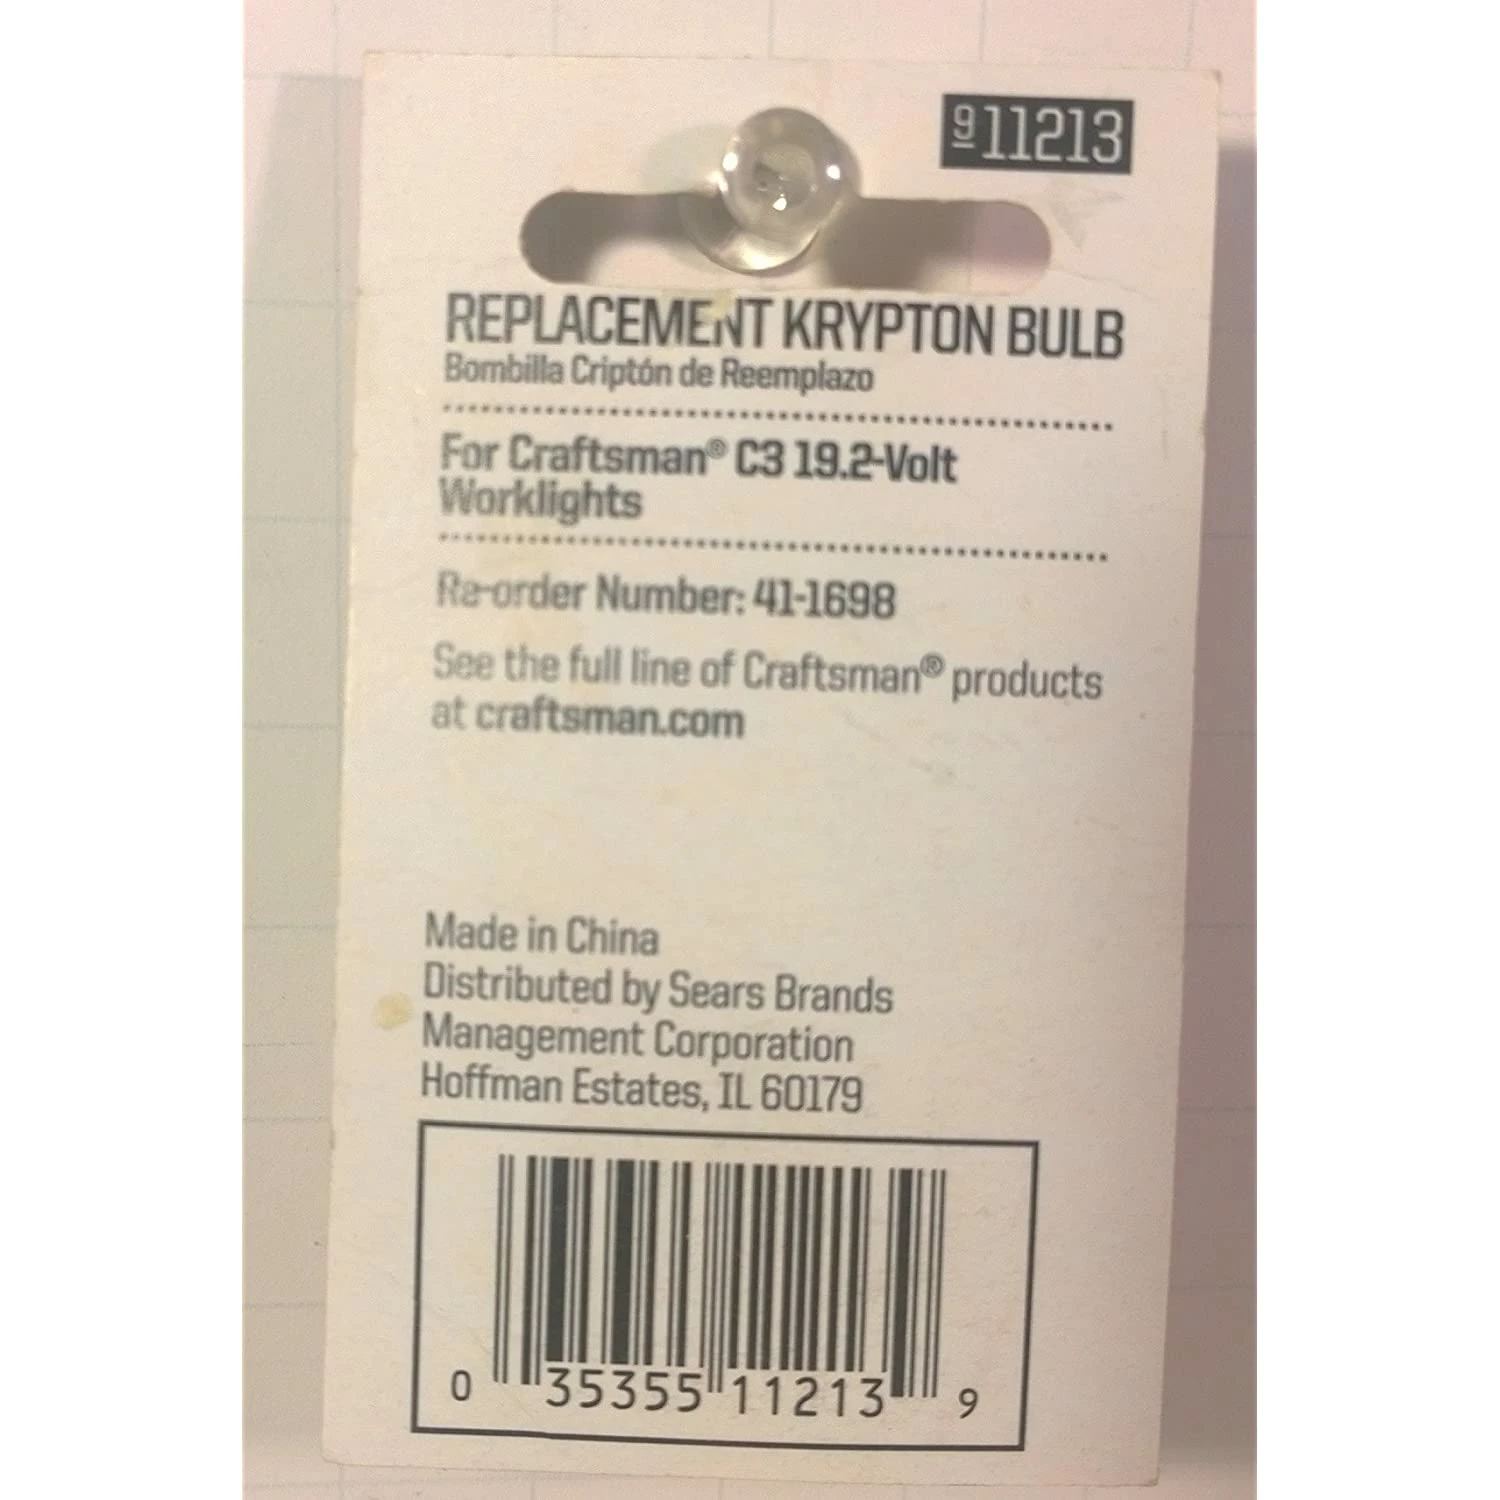 911213
REPLACEMENT KRYPTON BULB
Bombilla Criptón de Reemplazo
For Craftsman® C3 19.2-Volt
Worklights
Re-order Number: 41-1698
See the full line of Craftsman® products
at craftsman.com
Made in China
Distributed by Sears Brands
Management Corporation
Hoffman Estates, IL 60179
0 35355 11213 9